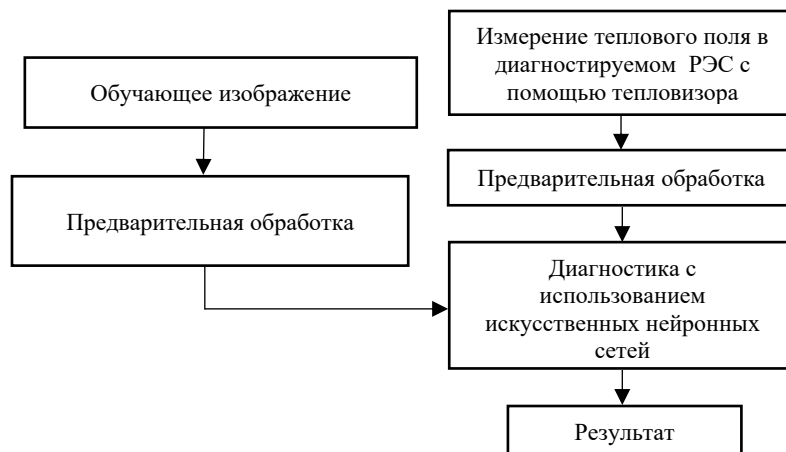 Обучающее изображение
Предварительная обработка
Измерение теплового поля в
диагностируемом РЭС с
помощью тепловизора
Предварительная обработка
Диагностика с
использованием
искусственных нейронных
сетей
Результат